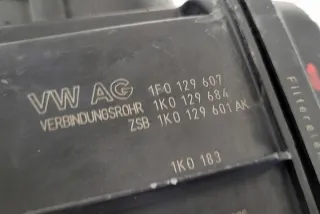 VW AG 1F0 129 607
VERBINDUNGSROHR 1K0 129 684
ZSB 1K0 129 601 AK
1K0 183